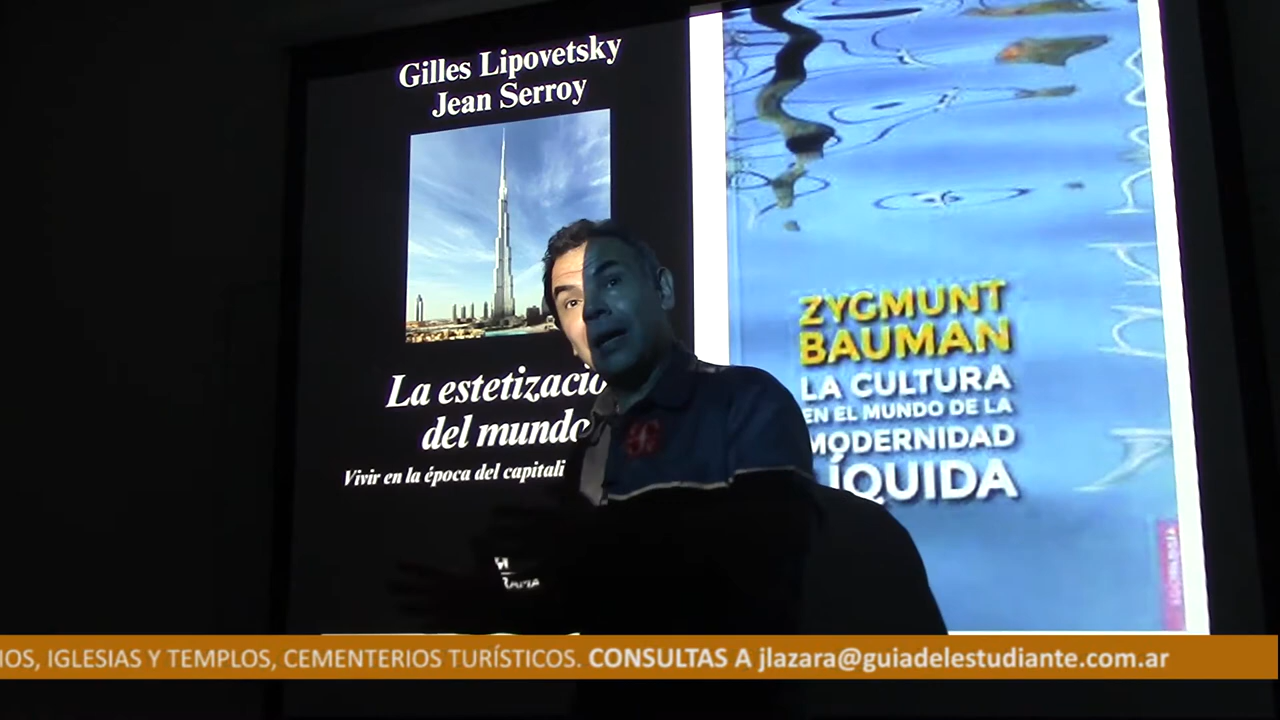 Gilles Lipovetsky
Jean Serroy
La estetizació
del mundo
Vivir en la época del capitali
ZYGMUNT
BAUMAN
LA CULTURA
EN EL MUNDO DE LA
MODERNIDAD
LÍQUIDA
IOS, IGLESIAS Y TEMPLOS, CEMENTERIOS TURÍSTICOS. CONSULTAS A jlazara@guiadelestudiante.com.ar